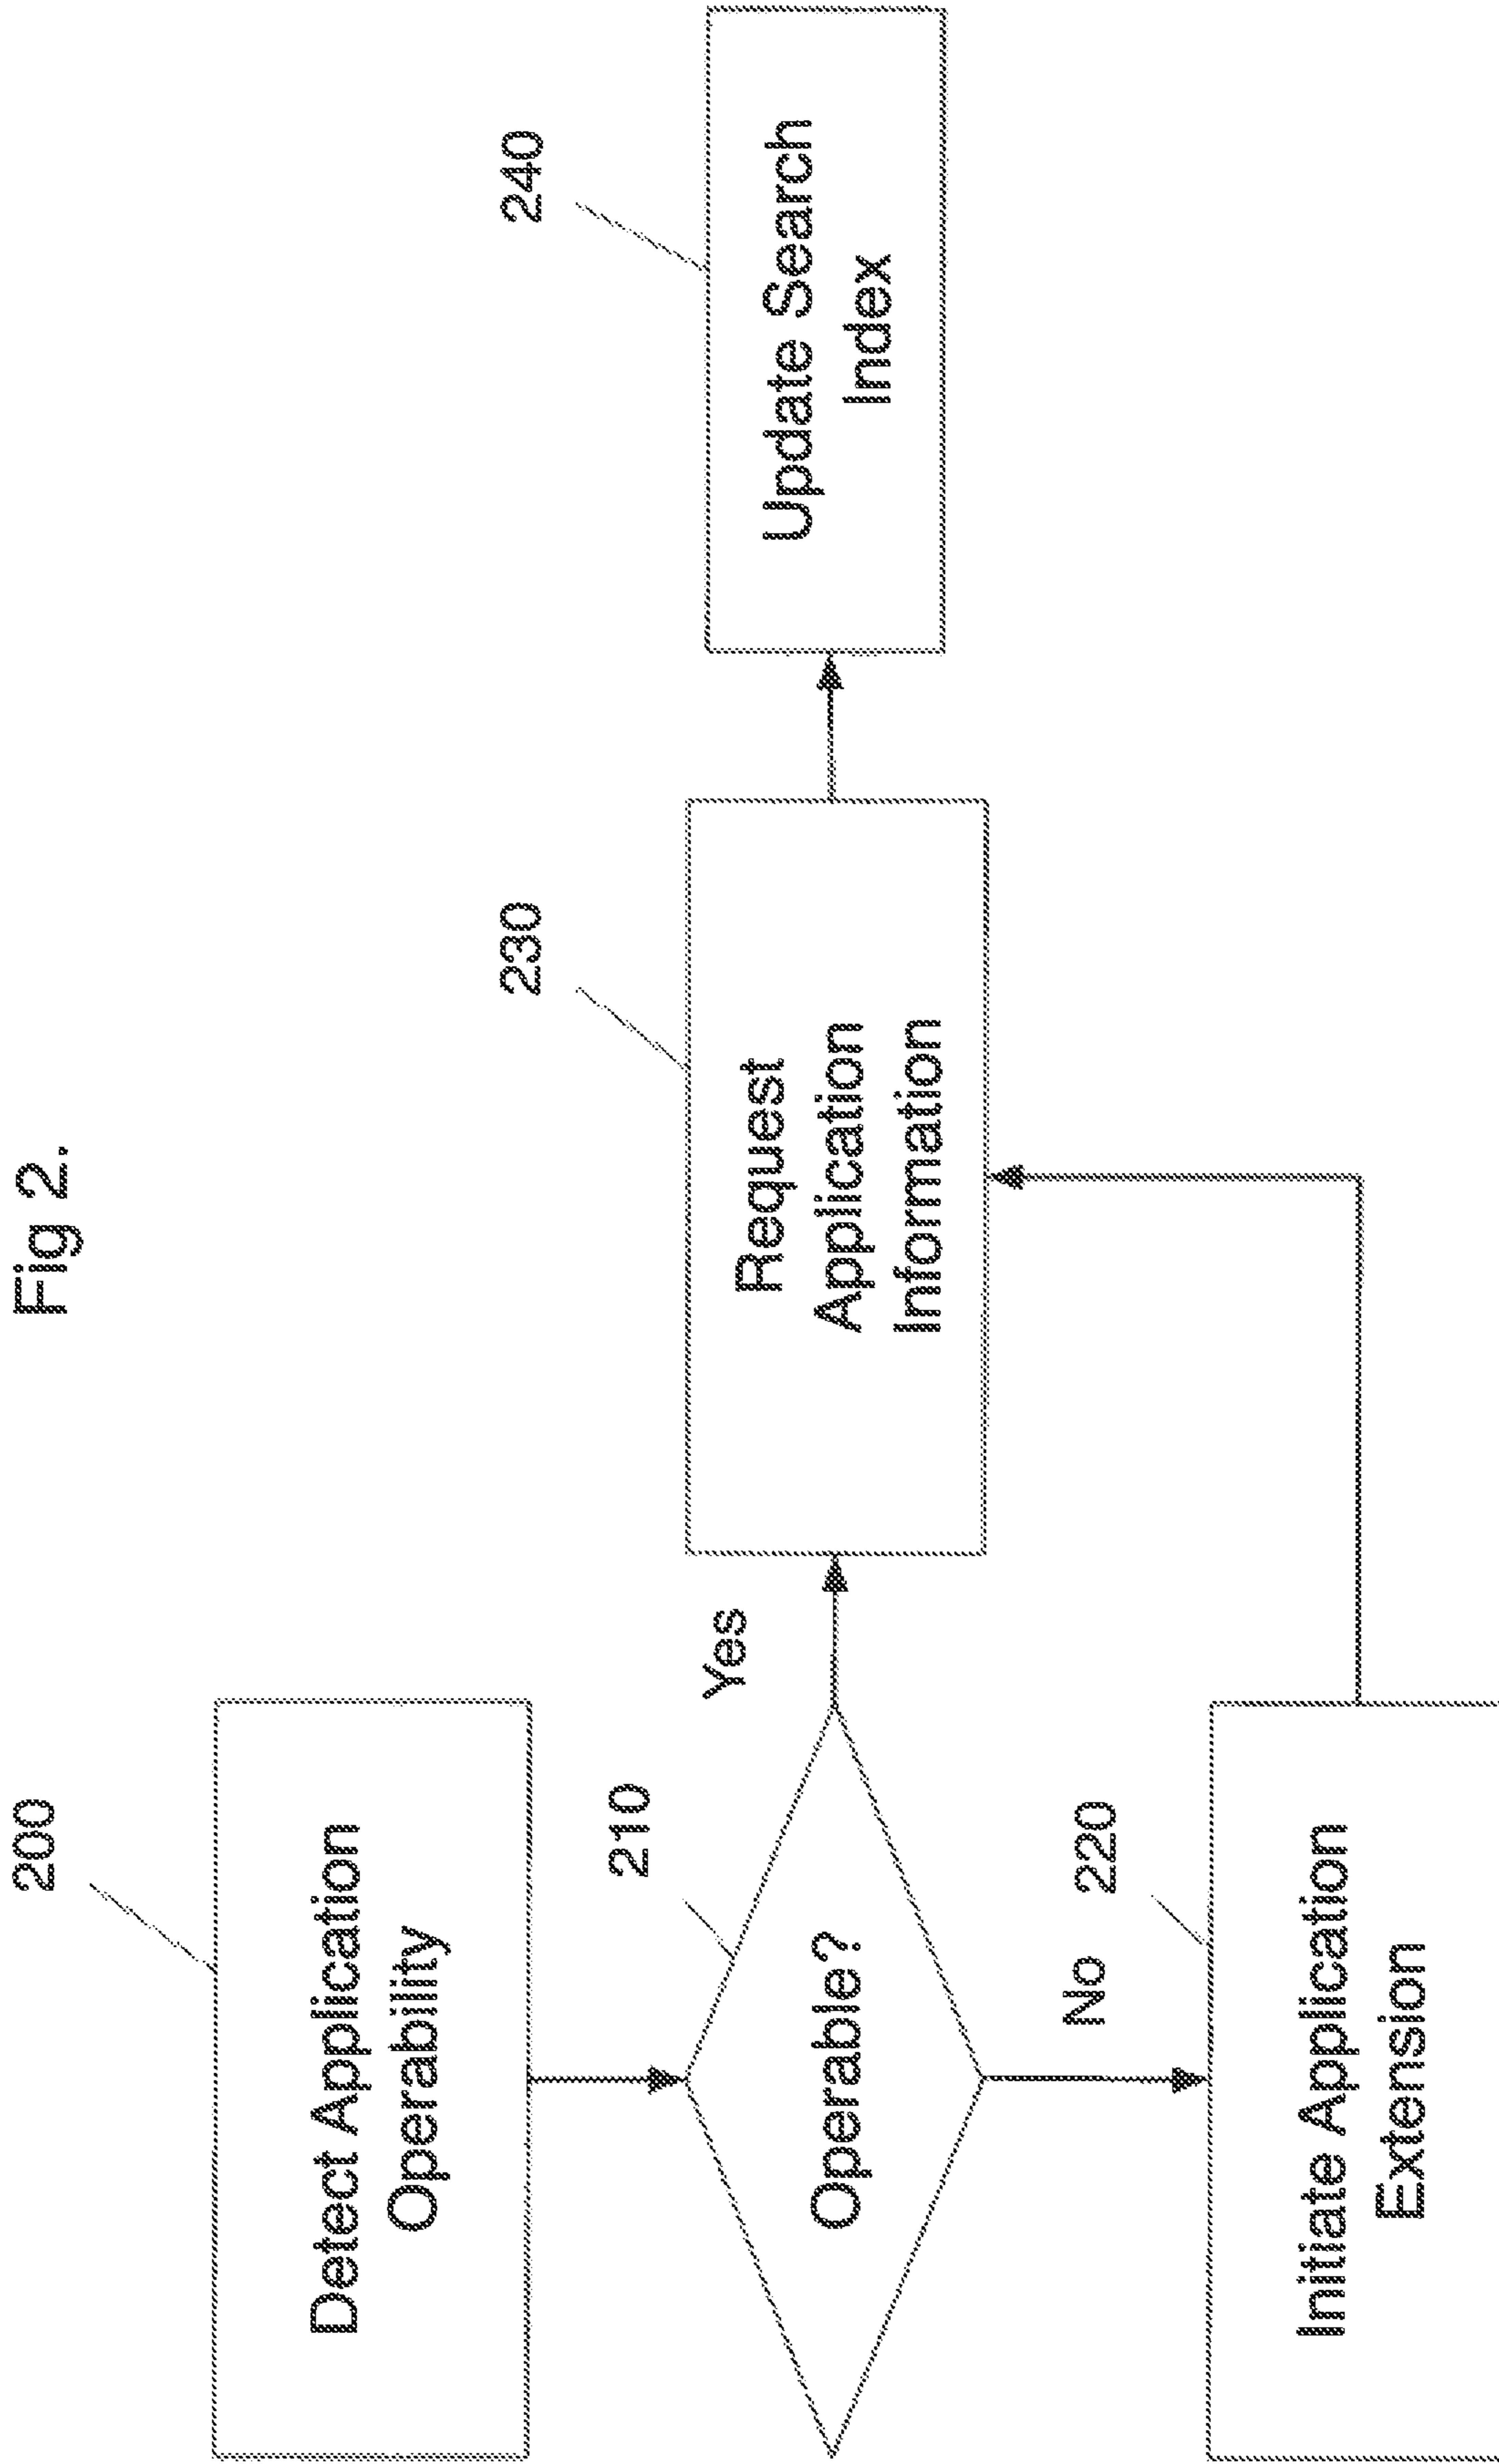 Fig 2.
200
Detect Application
Operability
210
Operable?
Yes
No
220
Initiate Application
Extension
230
Request
Application
Information
240
Update Search
Index